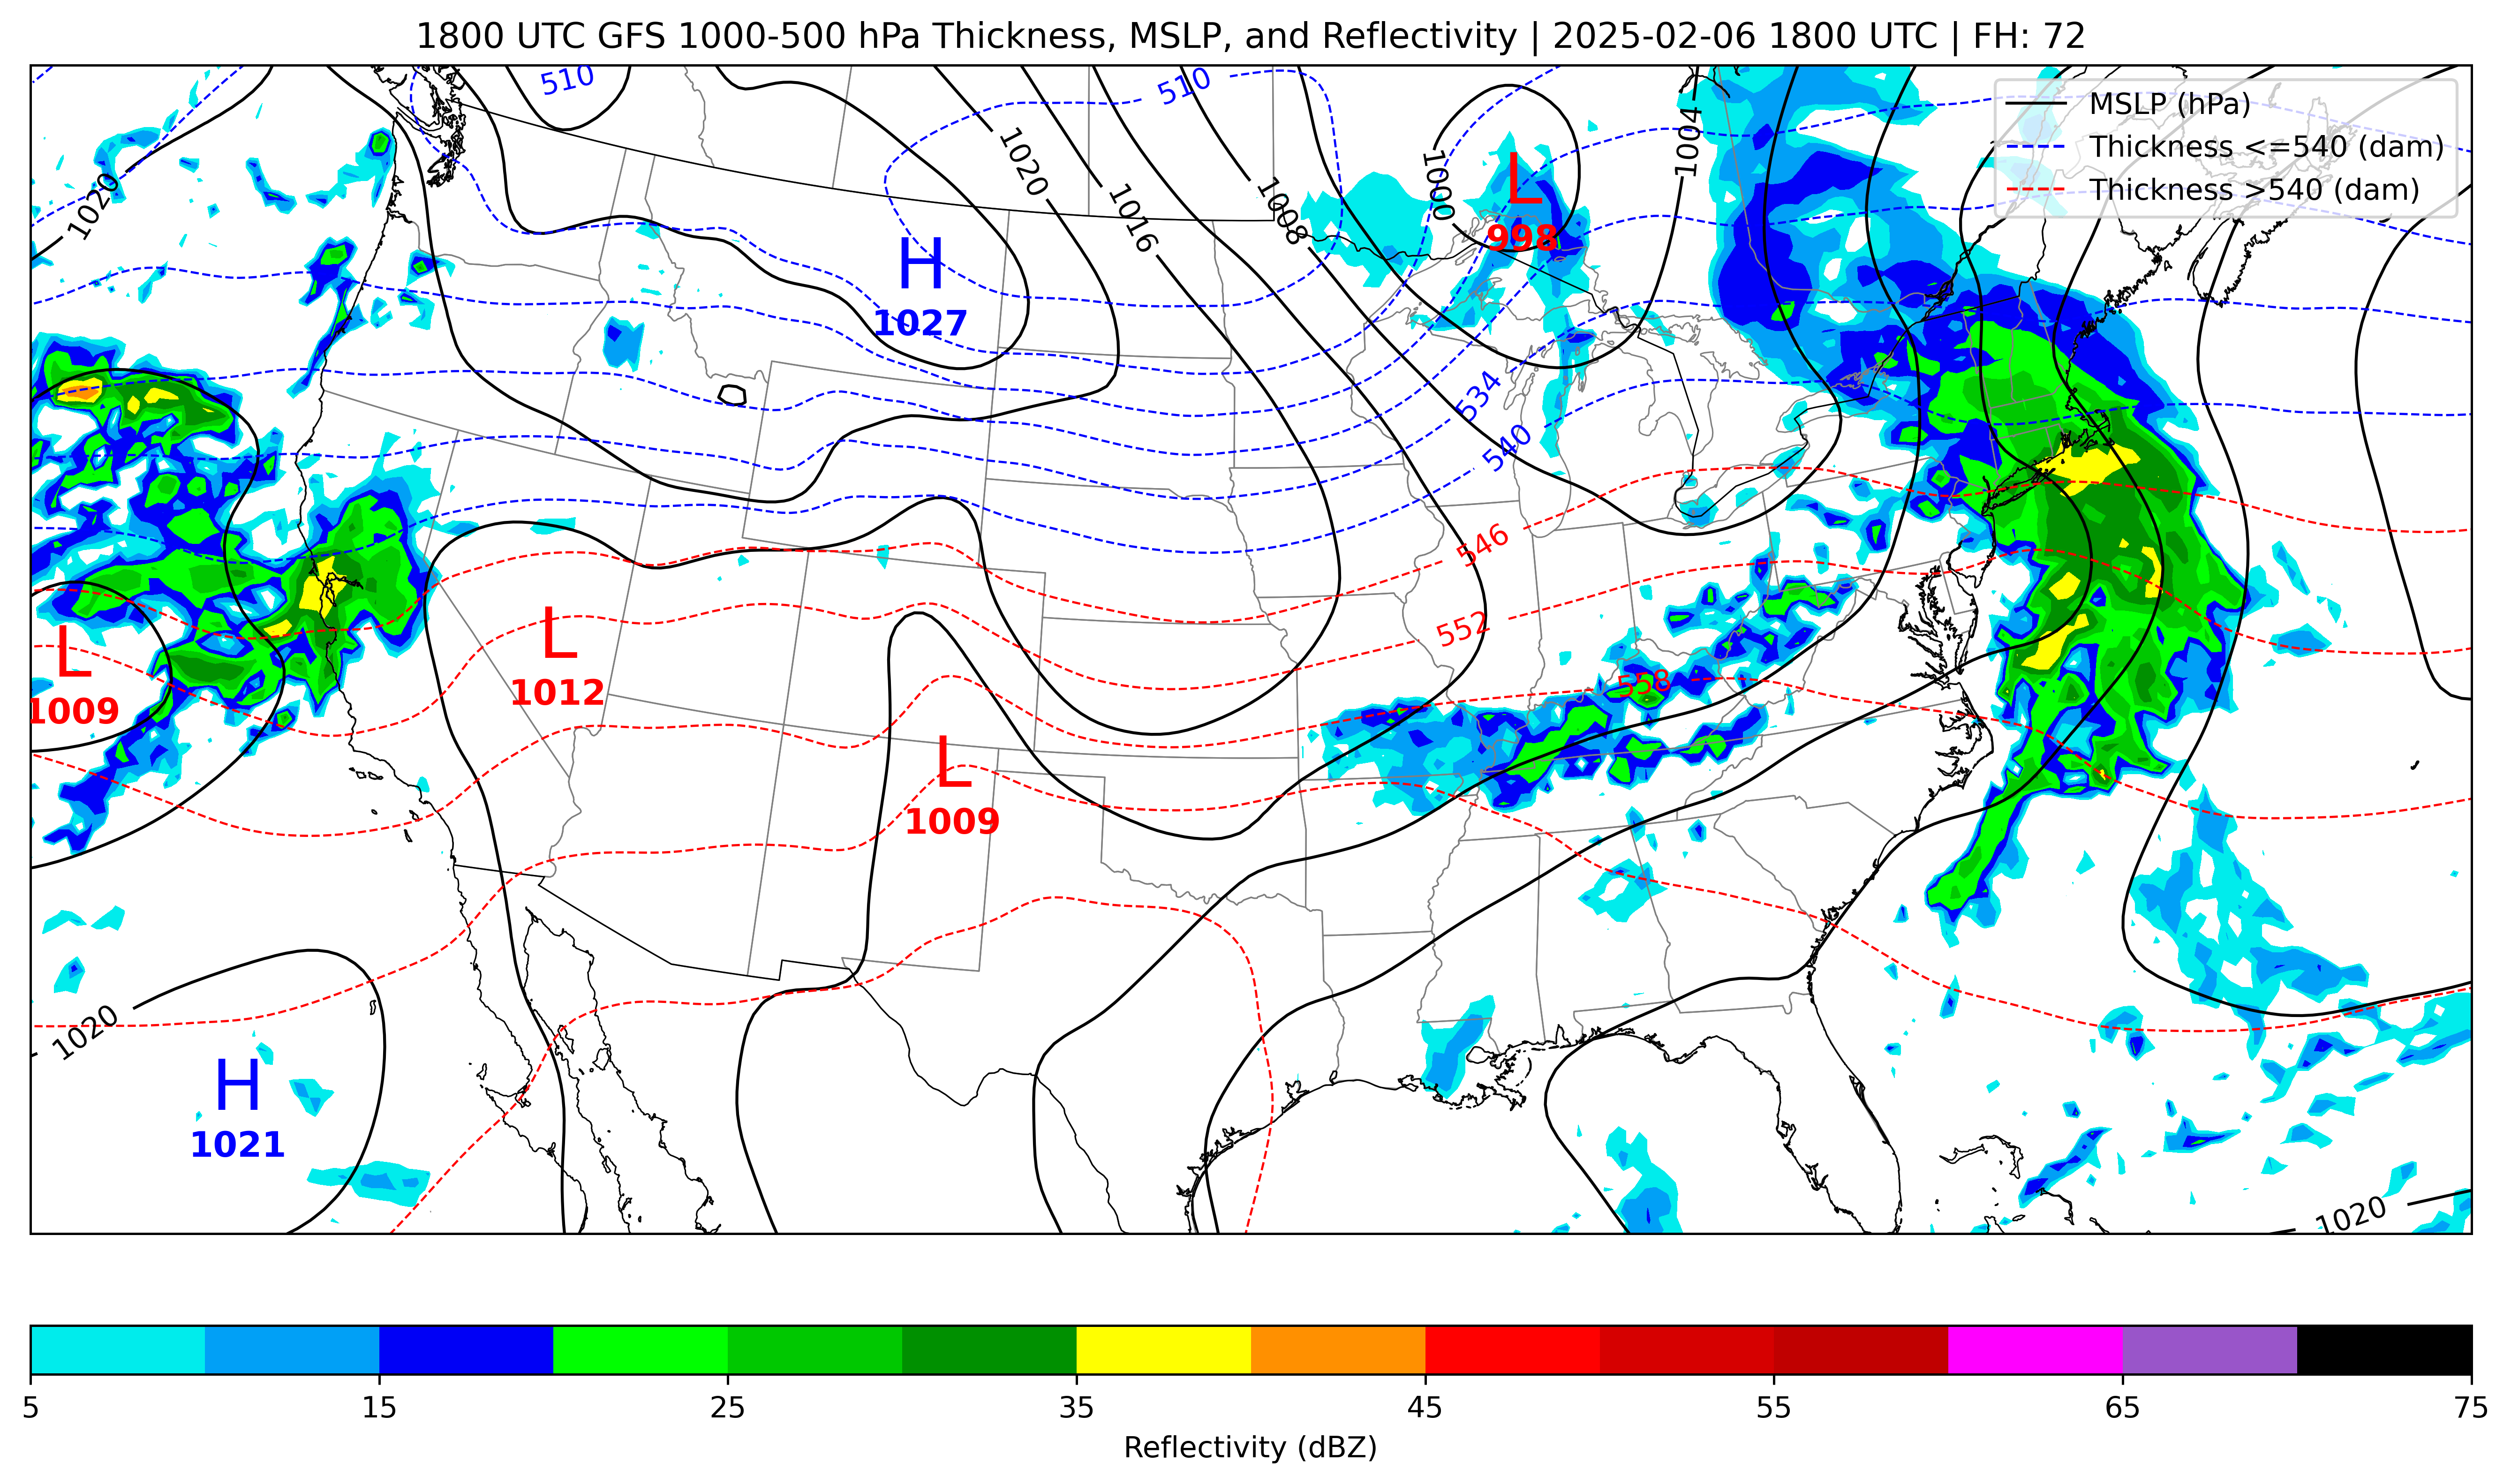 1800 UTC GFS 1000-500 hPa Thickness, MSLP, and Reflectivity | 2025-02-06 1800 UTC | FH: 72
MSLP (hPa)
Thickness <=540 (dam)
Thickness >540 (dam)
510
510
1020
1020
1016
1008
1000
1004
L
998
H
1027
534
540
546
552
558
L
1009
L
1012
L
1009
1020
H
1021
1020
5 15 25 35 45 55 65 75
Reflectivity (dBZ)